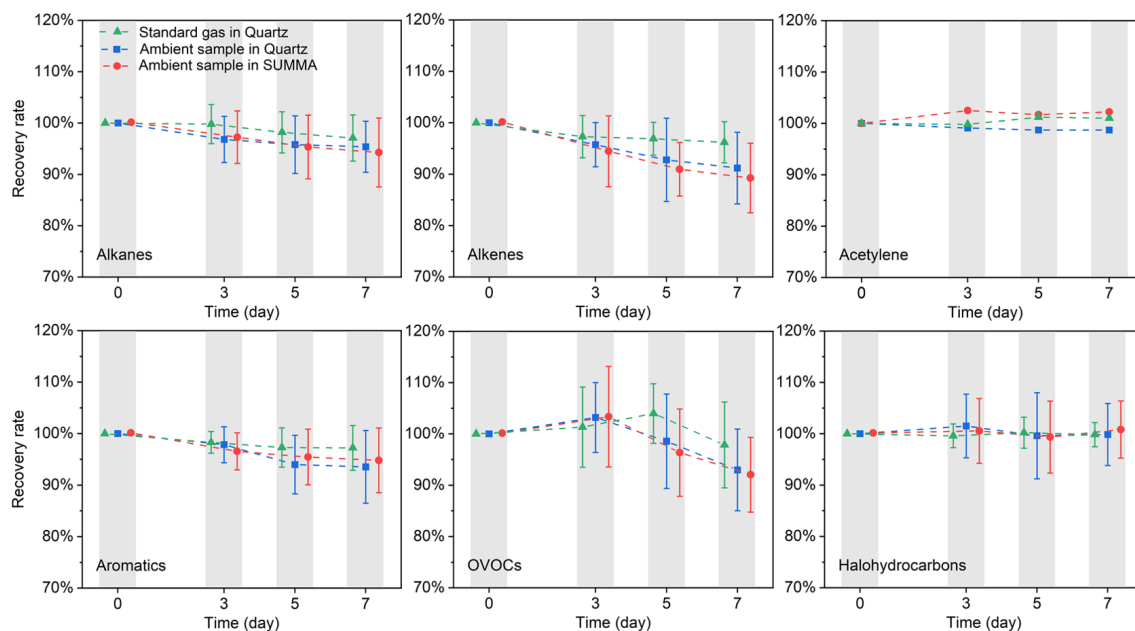 120%
110%
100%
90%
80%
70%
Recovery rate
Standard gas in Quartz
Ambient sample in Quartz
Ambient sample in SUMMA
Alkanes
0 3 5 7
Time (day)
120%
110%
100%
90%
80%
70%
Alkenes
0 3 5 7
Time (day)
120%
110%
100%
90%
80%
70%
Acetylene
0 3 5 7
Time (day)
120%
110%
100%
90%
80%
70%
Recovery rate
Aromatics
0 3 5 7
Time (day)
120%
110%
100%
90%
80%
70%
OVOCs
0 3 5 7
Time (day)
120%
110%
100%
90%
80%
70%
Halohydrocarbons
0 3 5 7
Time (day)